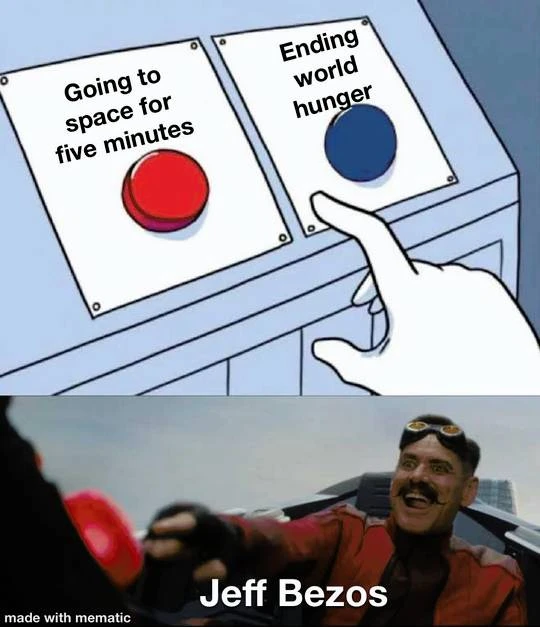 Going to
space for
five minutes
Ending
world
hunger
Jeff Bezos
made with mematic